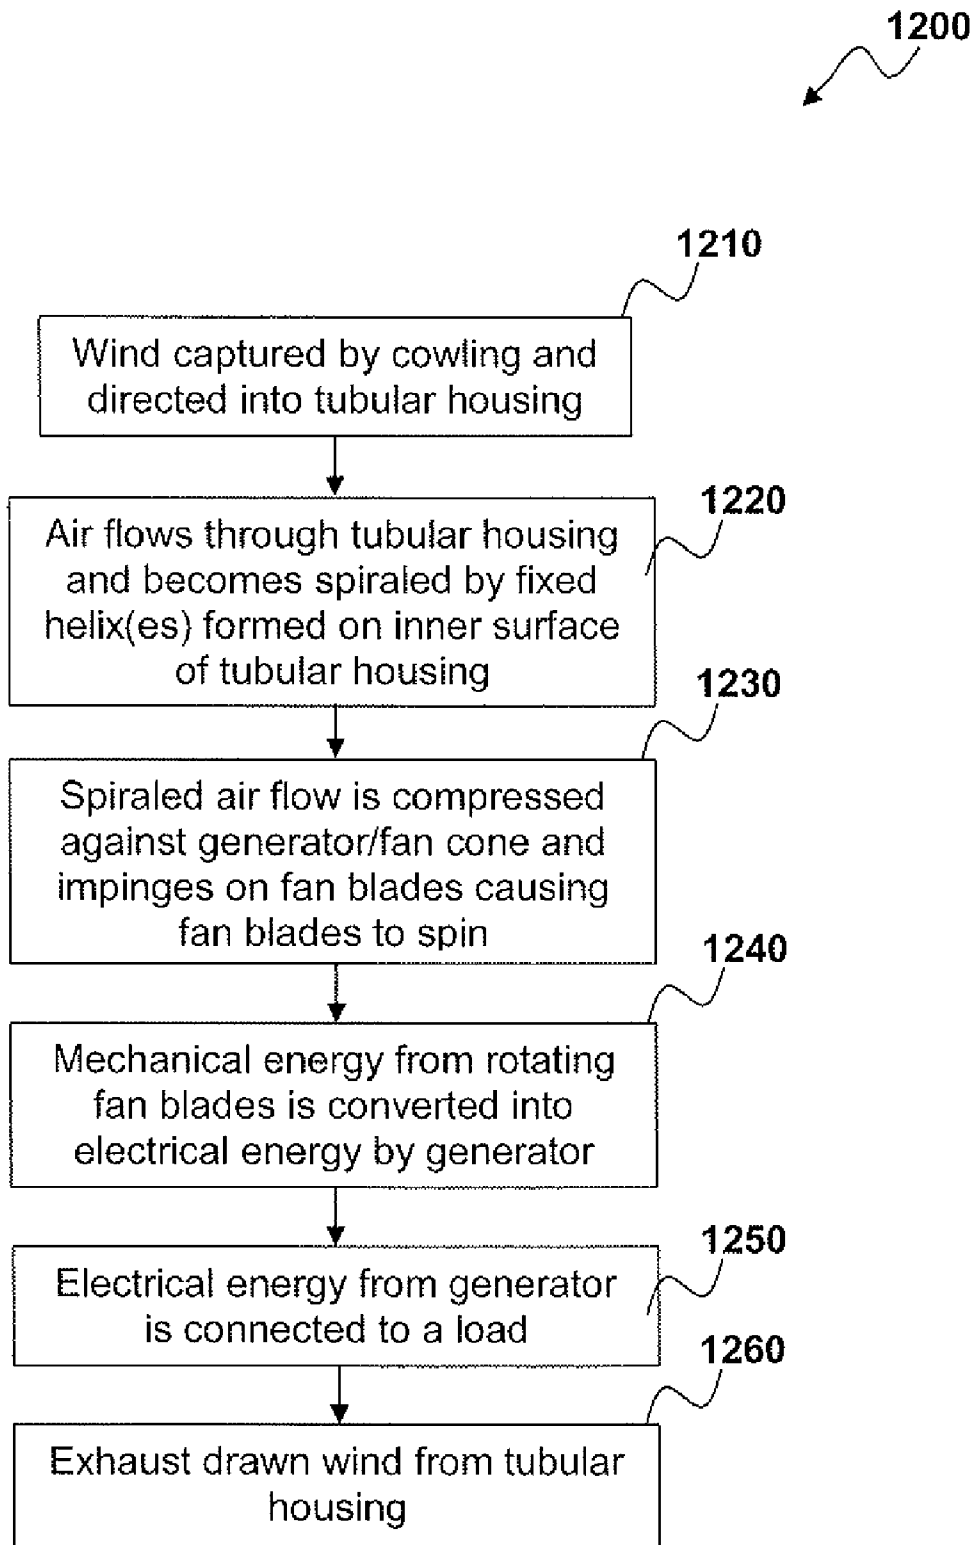 1200
1210
Wind captured by cowling and
directed into tubular housing
1220
Air flows through tubular housing
and becomes spiraled by fixed
helix(es) formed on inner surface
of tubular housing
1230
Spiraled air flow is compressed
against generator/fan cone and
impinges on fan blades causing
fan blades to spin
1240
Mechanical energy from rotating
fan blades is converted into
electrical energy by generator
1250
Electrical energy from generator
is connected to a load
1260
Exhaust drawn wind from tubular
housing